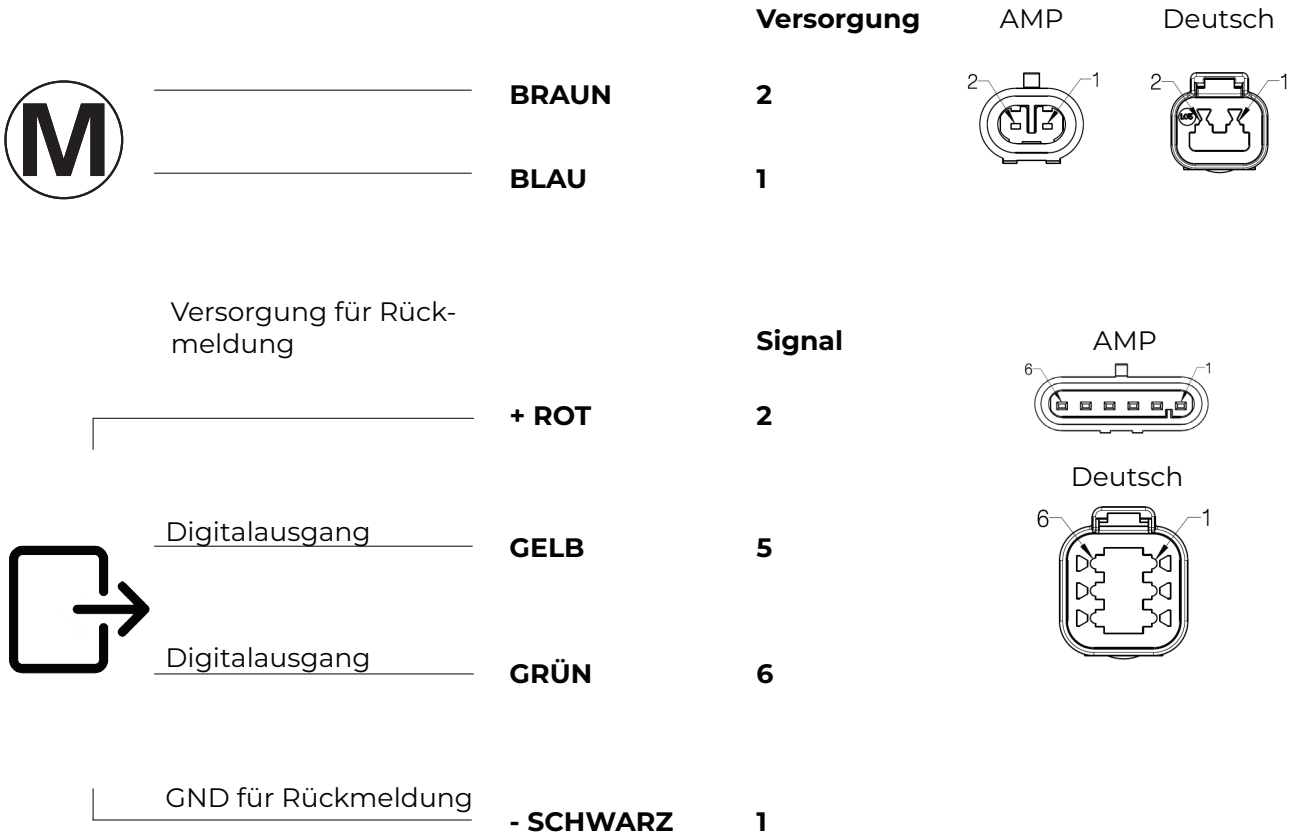 Versorgung AMP Deutsch
M BRAUN 2 2 1 2 1
BLAU 1
Versorgung für Rück-
meldung
Signal AMP
6 1
+ ROT 2
Deutsch
6 1
Digitalausgang GELB 5
Digitalausgang GRÜN 6
GND für Rückmeldung
- SCHWARZ 1